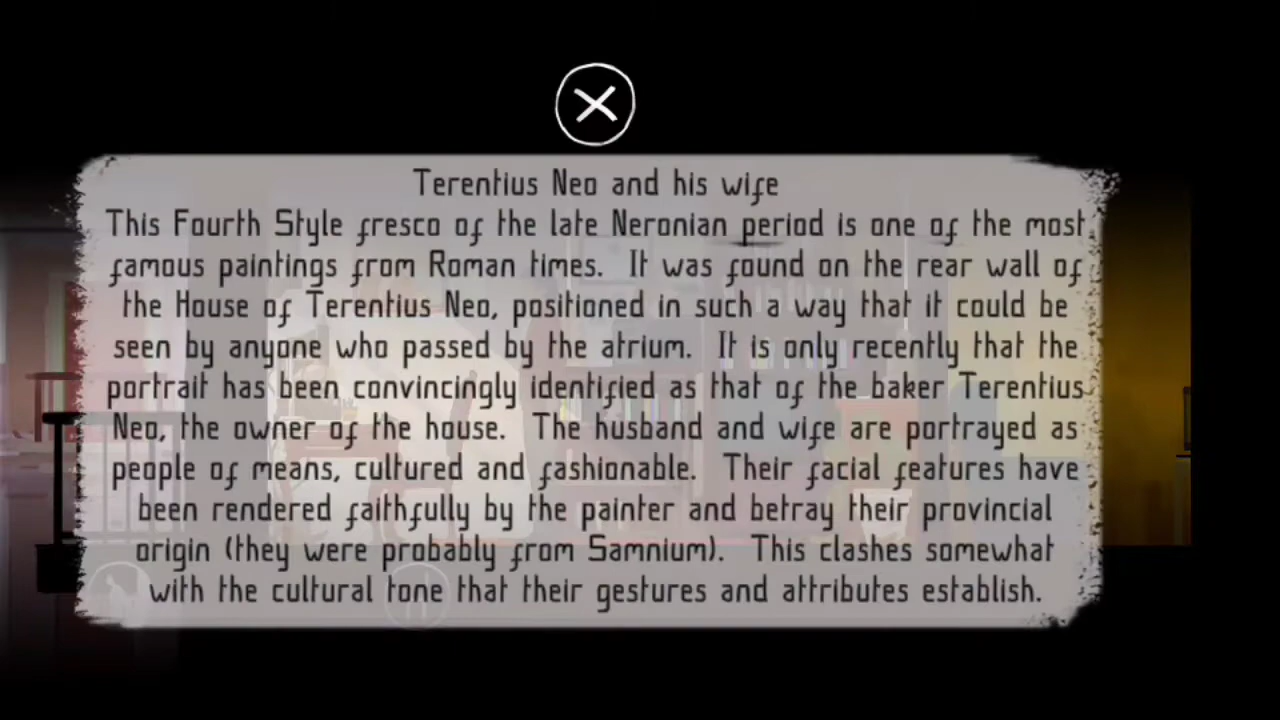 Terentius Neo and his wife
This Fourth Style fresco of the late Neronian period is one of the most
famous paintings from Roman times. It was found on the rear wall of
the House of Terentius Neo, positioned in such a way that it could be
seen by anyone who passed by the atrium. It is only recently that the
portrait has been convincingly identified as that of the baker Terentius
Neo, the owner of the house. The husband and wife are portrayed as
people of means, cultured and fashionable. Their facial features have
been rendered faithfully by the painter and betray their provincial
origin (they were probably from Samnium). This clashes somewhat
with the cultural tone that their gestures and attributes establish.